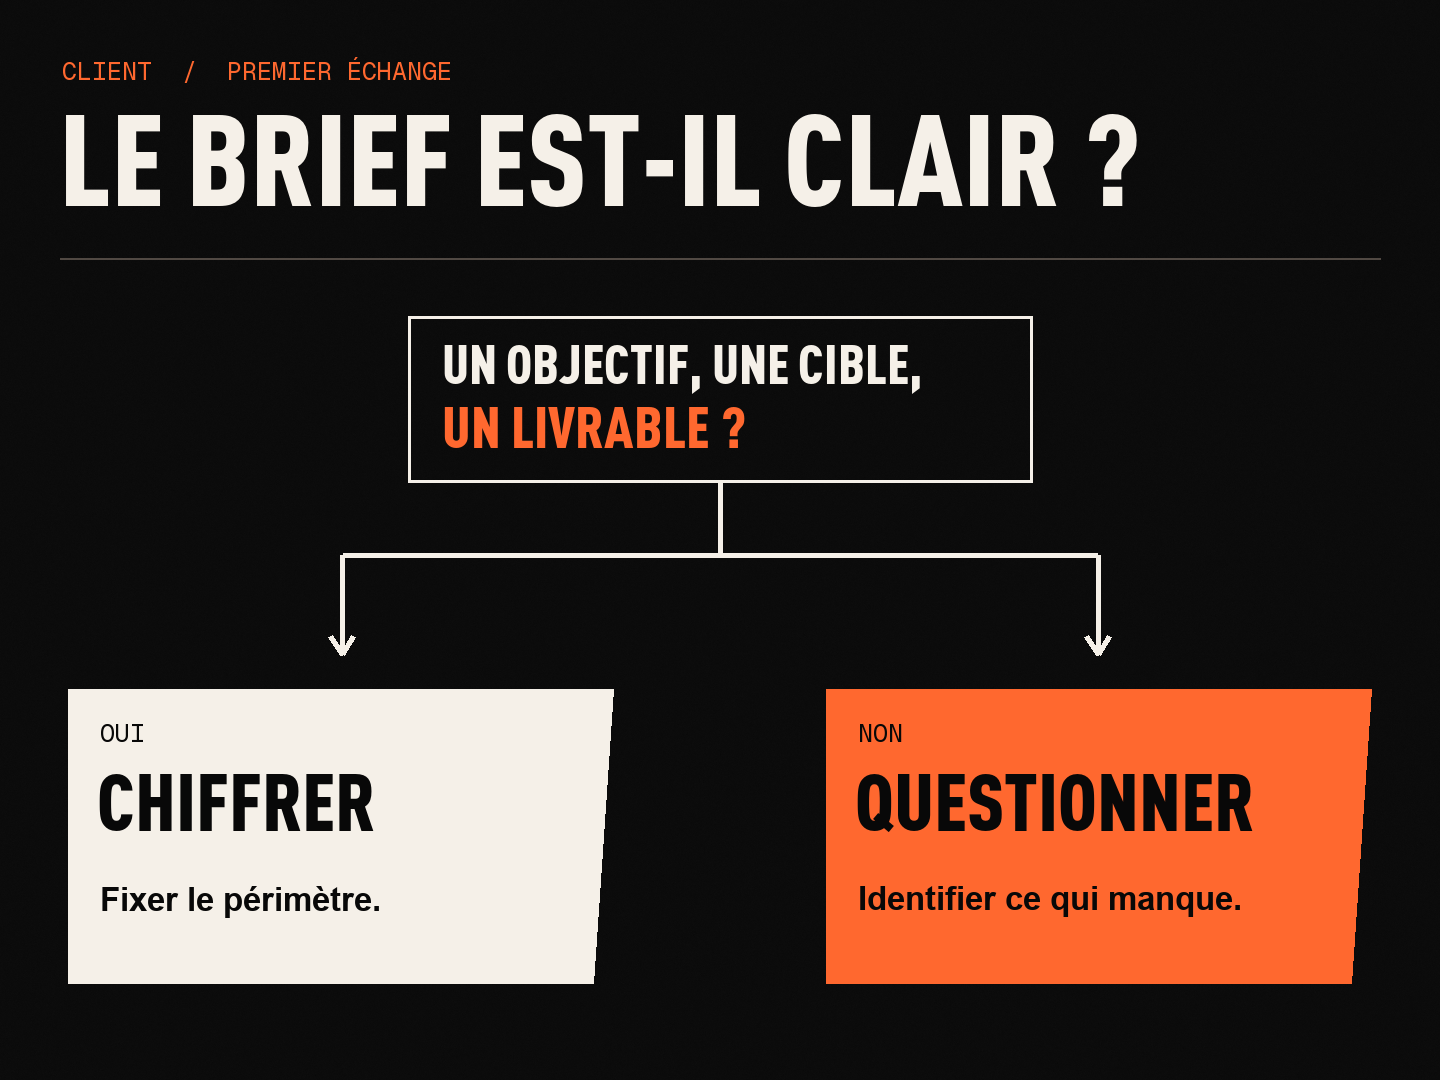 CLIENT / PREMIER ÉCHANGE
LE BRIEF EST-IL CLAIR ?
UN OBJECTIF, UNE CIBLE,
UN LIVRABLE ?
OUI
CHIFFRER
Fixer le périmètre.
NON
QUESTIONNER
Identifier ce qui manque.